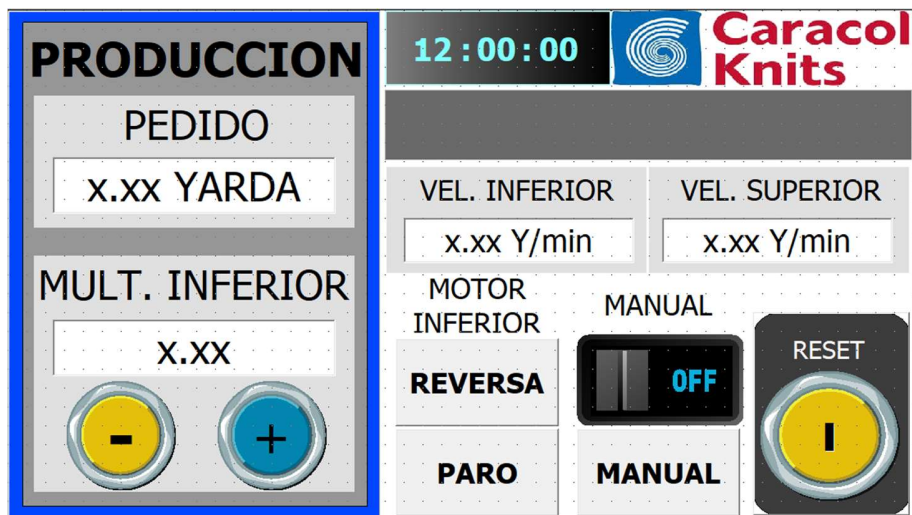 PRODUCCION
PEDIDO
x.xx YARDA
MULT. INFERIOR
x.xx
-
+
12:00:00
Caracol
Knits
VEL. INFERIOR
x.xx Y/min
VEL. SUPERIOR
x.xx Y/min
MOTOR
INFERIOR
REVERSA
PARO
MANUAL
OFF
MANUAL
RESET
I